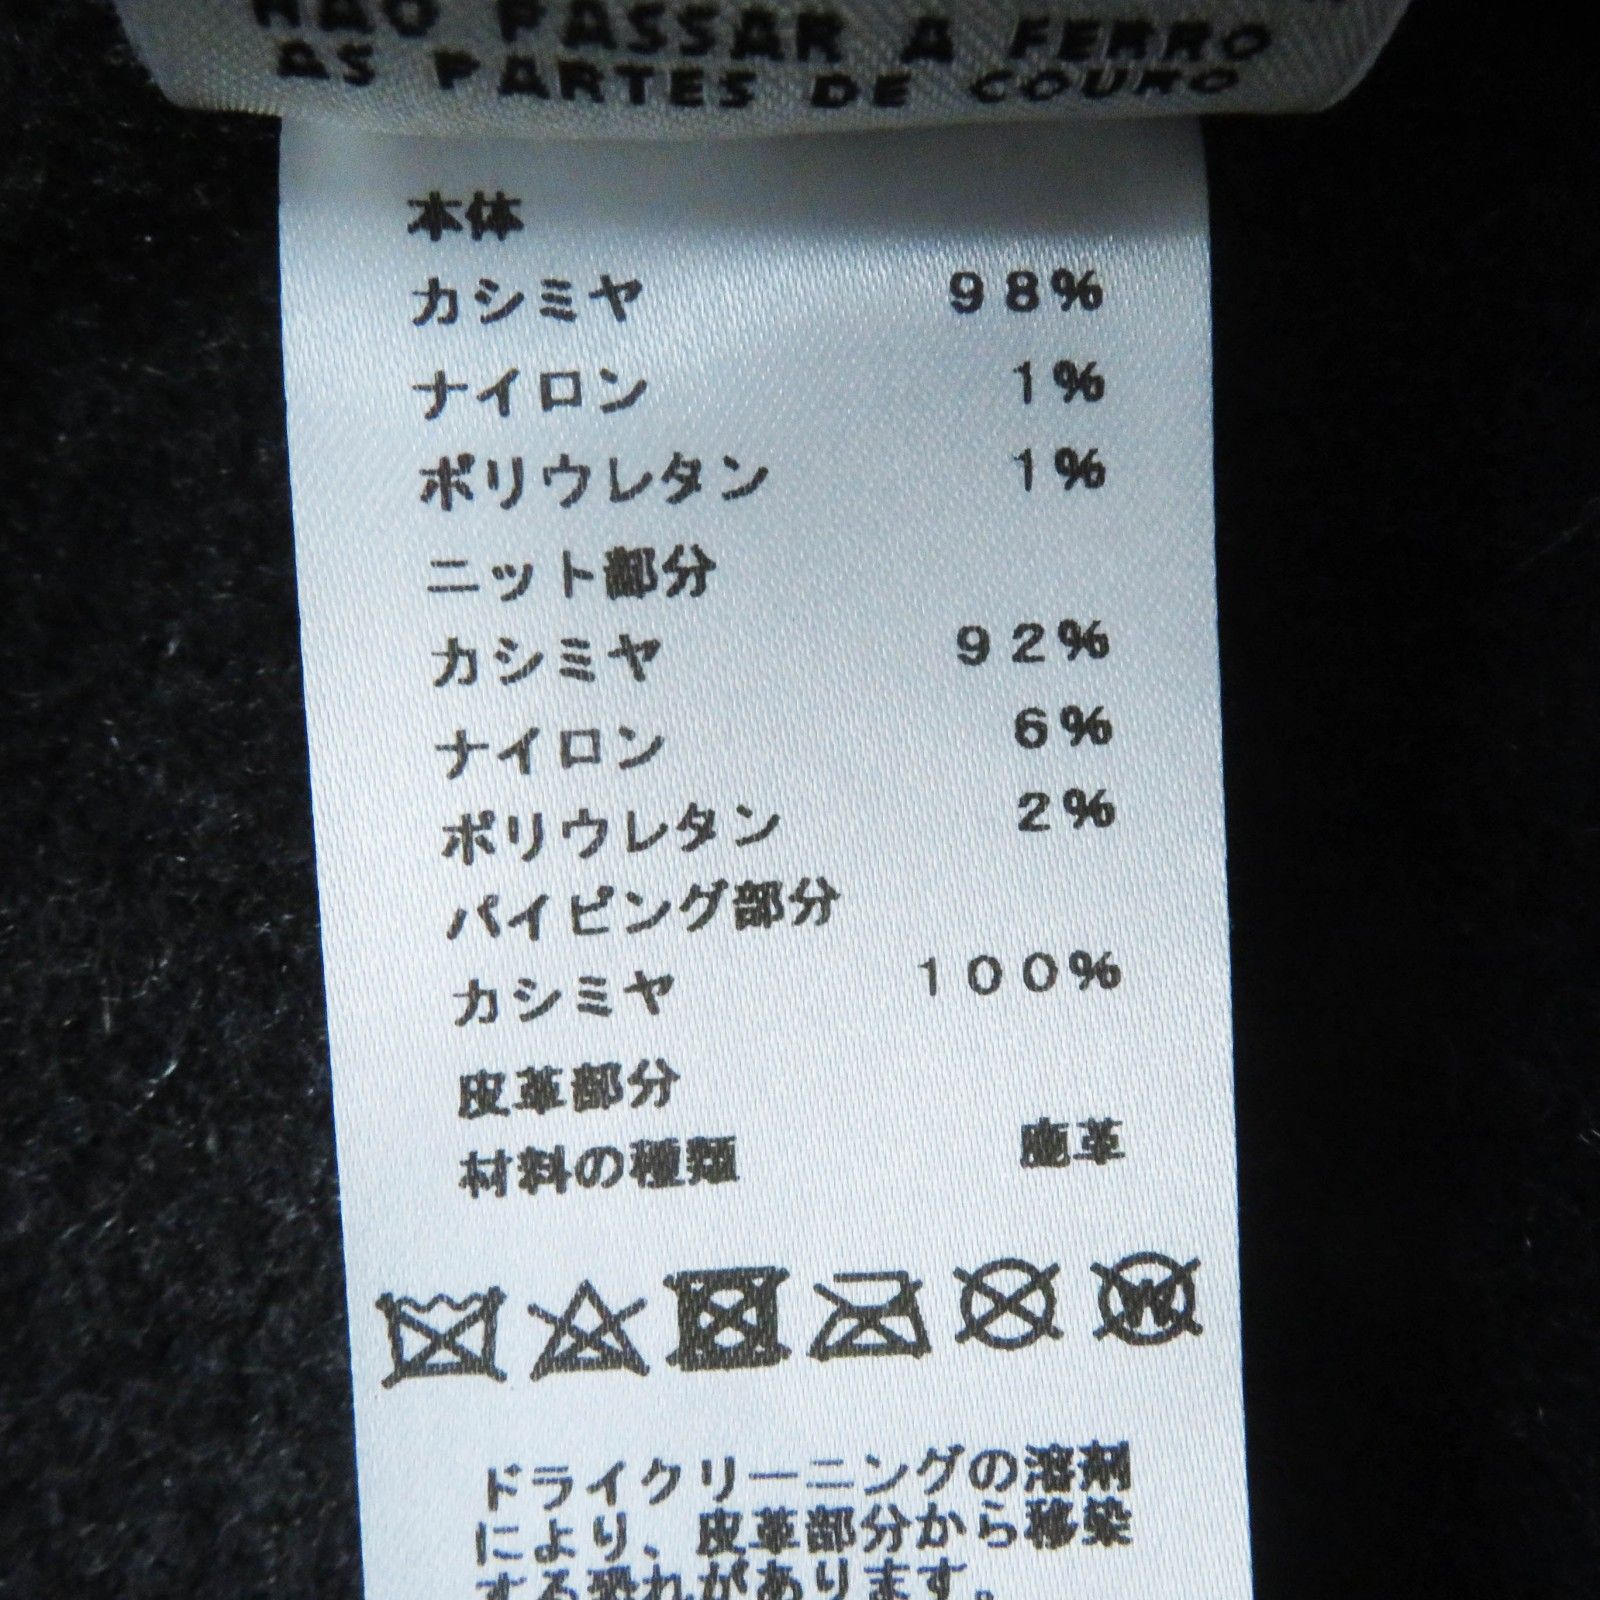 NÃO PASSAR A FERRO
AS PARTES DE COURO
本体
カシミヤ 98%
ナイロン 1%
ポリウレタン 1%
ニット部分
カシミヤ 92%
ナイロン 6%
ポリウレタン 2%
パイピング部分
カシミヤ 100%
皮革部分
材料の種類 鹿革
W
ドライクリーニングの溶剤
により、皮革部分から移染
する恐れがあります。